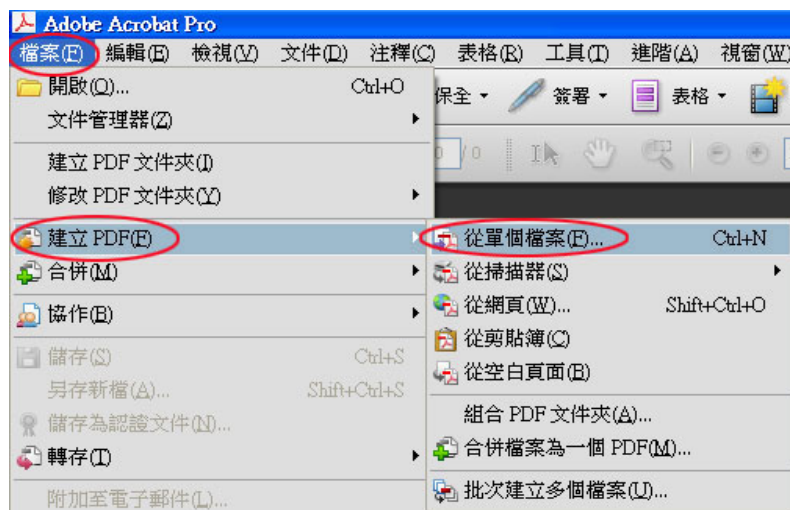 Adobe Acrobat Pro
檔案(F) 編輯(E) 檢視(V) 文件(D) 注釋(C) 表格(R) 工具(T) 進階(A) 視窗(W)
保全 簽署 表格
0 / 0
開啟(O)... Ctrl+O
文件管理器(Z)
建立 PDF 文件夾(I)
修改 PDF 文件夾(Y)
建立 PDF(F)
合併(M)
協作(B)
儲存(S) Ctrl+S
另存新檔(A)... Shift+Ctrl+S
儲存為認證文件(N)...
轉存(T)
附加至電子郵件(L)...
從單個檔案(F)... Ctrl+N
從掃描器(S)
從網頁(W)... Shift+Ctrl+O
從剪貼簿(C)
從空白頁面(B)
組合 PDF 文件夾(A)...
合併檔案為一個 PDF(M)...
批次建立多個檔案(U)...